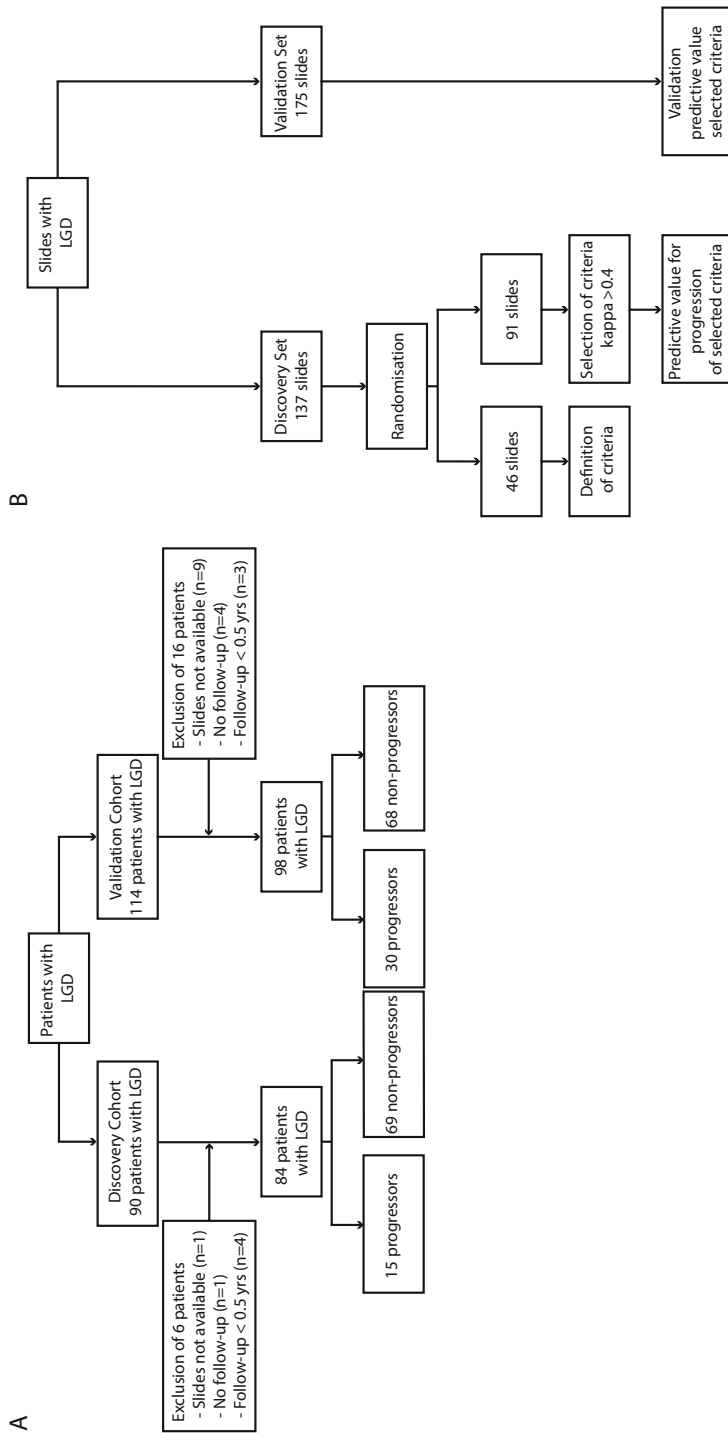 A
Patients with
LGD
Discovery Cohort
90 patients with LGD
Validation Cohort
114 patients with LGD
Exclusion of 6 patients
- Slides not available (n=1)
- No follow-up (n=1)
- Follow-up < 0.5 yrs (n=4)
Exclusion of 16 patients
- Slides not available (n=9)
- No follow-up (n=4)
- Follow-up < 0.5 yrs (n=3)
84 patients
with LGD
98 patients
with LGD
15 progressors
69 non-progressors
30 progressors
68 non-progressors
B
Slides with
LGD
Discovery Set
137 slides
Validation Set
175 slides
Randomisation
46 slides
91 slides
Definition
of criteria
Selection of criteria
kappa >0.4
Predictive value for
progression
of selected criteria
Validation
predictive value
selected criteria